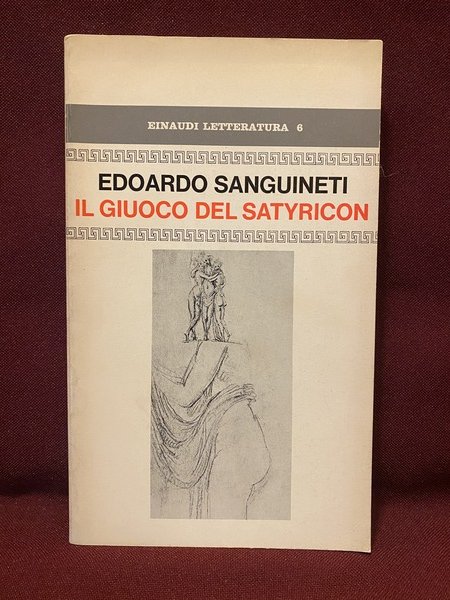 EINAUDI LETTERATURA 6
EDOARDO SANGUINETI
IL GIUOCO DEL SATYRICON